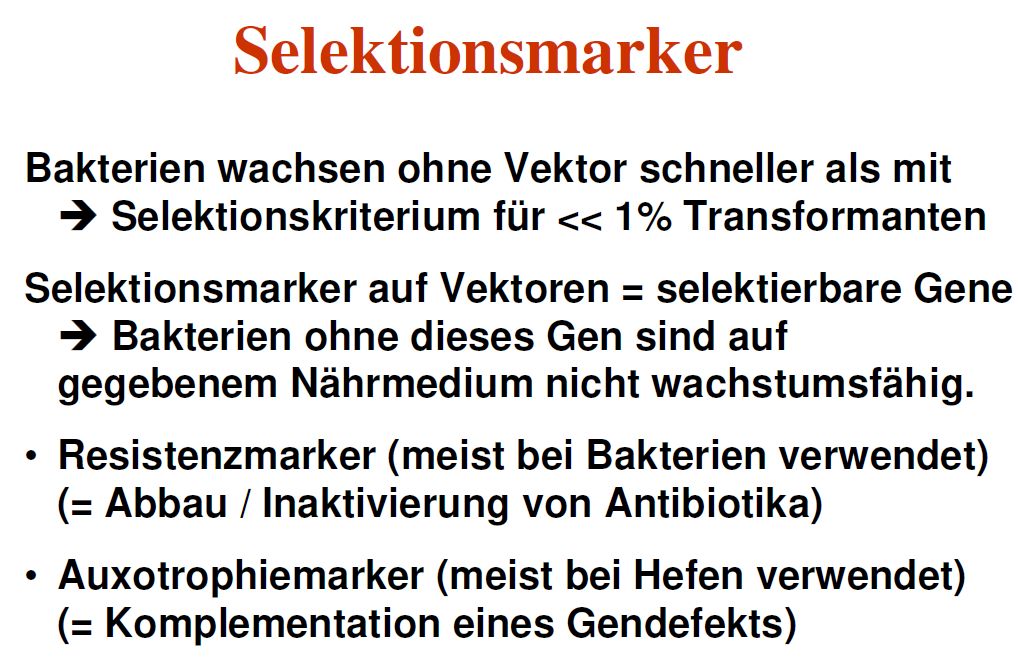 Selektionsmarker
Bakterien wachsen ohne Vektor schneller als mit
➔ Selektionskriterium für << 1% Transformanten
Selektionsmarker auf Vektoren = selektierbare Gene
➔ Bakterien ohne dieses Gen sind auf
gegebenem Nährmedium nicht wachstumsfähig.
• Resistenzmarker (meist bei Bakterien verwendet)
(= Abbau / Inaktivierung von Antibiotika)
• Auxotrophiemarker (meist bei Hefen verwendet)
(= Komplementation eines Gendefekts)